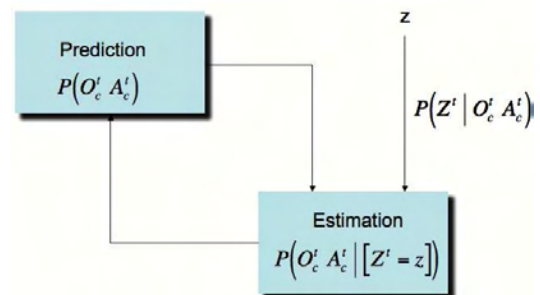 z
Prediction
P(O_c^t A_c^t)
P(Z^t | O_c^t A_c^t)
Estimation
P(O_c^t A_c^t | [Z^t = z])